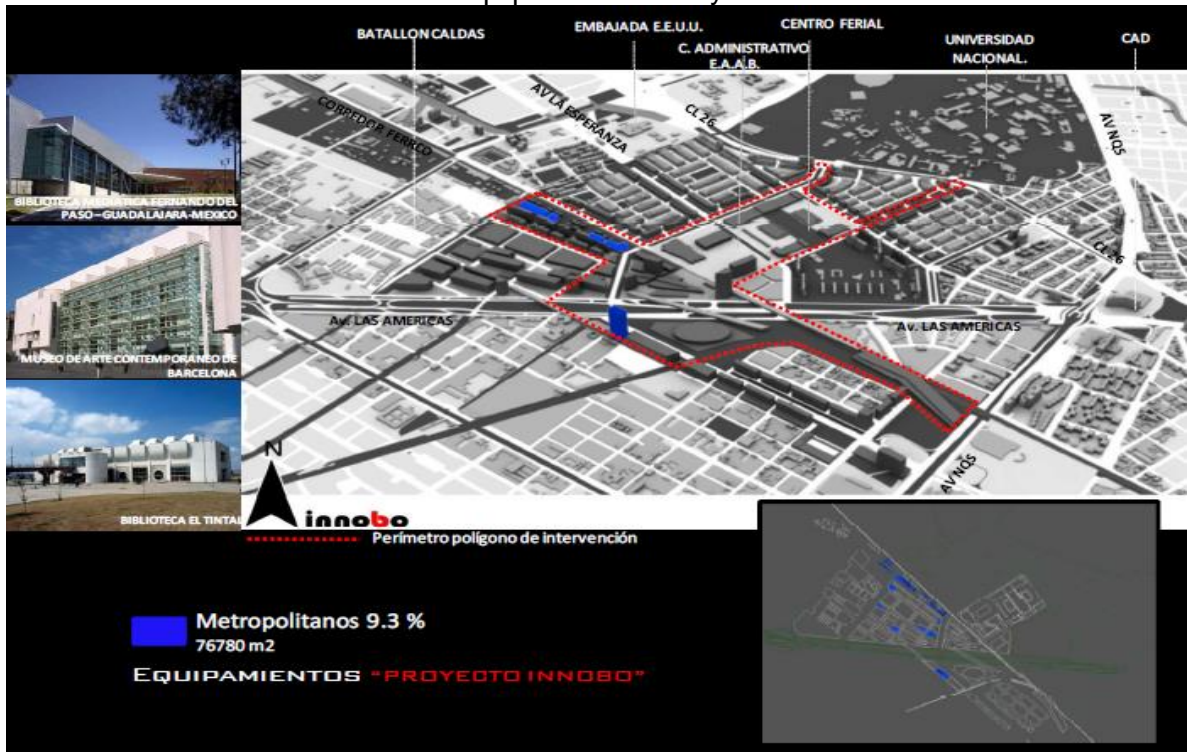 BATALLON CALDAS
EMBAJADA E.E.U.U.
C. ADMINISTRATIVO
E.A.A.B.
CENTRO FERIAL
UNIVERSIDAD
NACIONAL.
CAD
CORREDOR FERREO
AV LA ESPERANZA
CL 26
AV NQS
CL 26
BIBLIOTECA MEDIATICA FERNANDO DEL
PASO – GUADALAJARA-MEXICO
Av. LAS AMERICAS
Av. LAS AMERICAS
MUSEO DE ARTE CONTEMPORANEO DE
BARCELONA
AV NQS
N
BIBLIOTECA EL TINTAL
innobo
Perímetro polígono de intervención
Metropolitanos 9.3 %
76780 m2
EQUIPAMIENTOS "PROYECTO INNOBO"